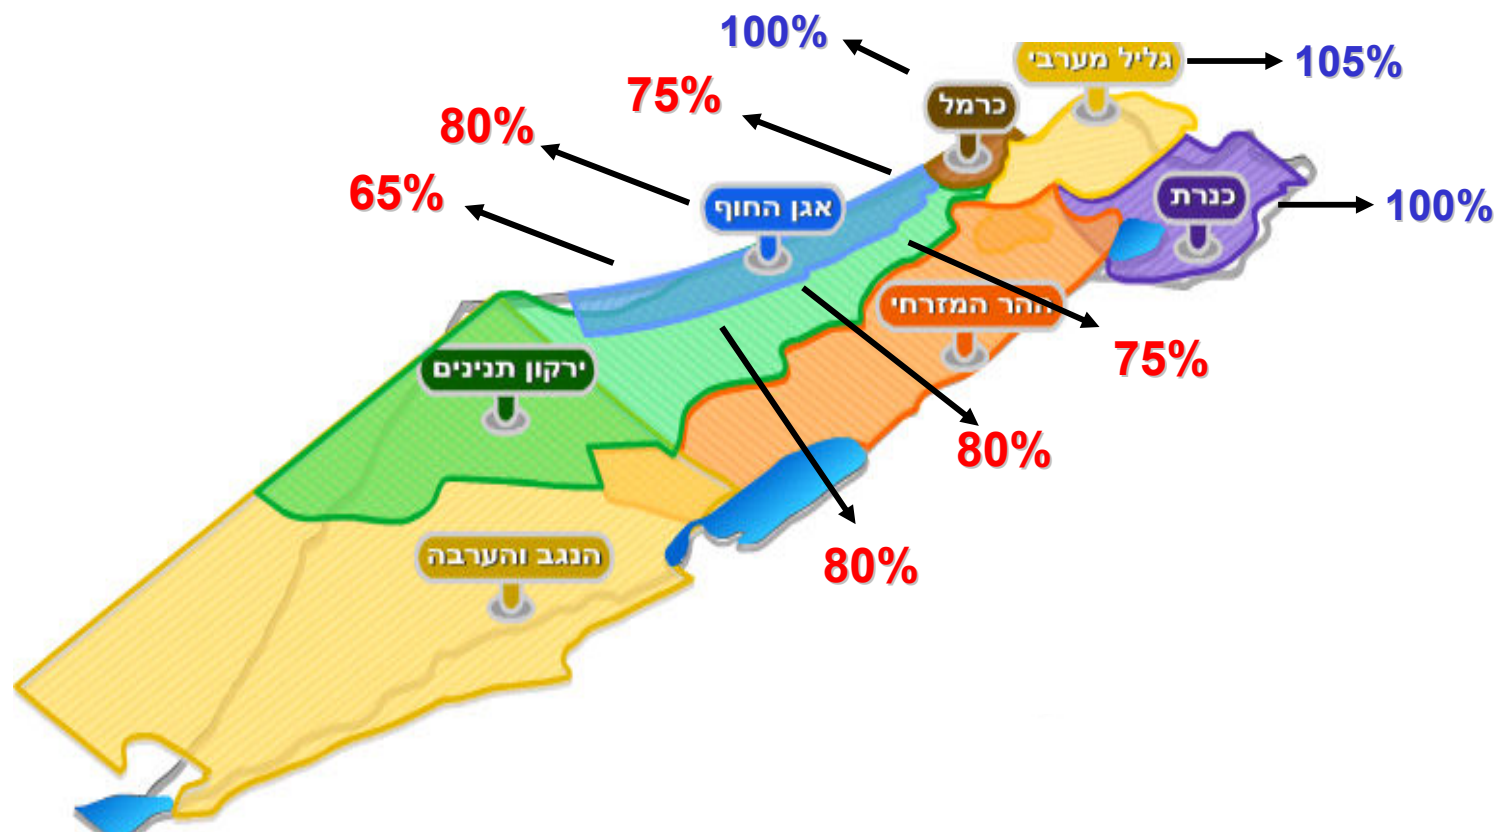 100%
גליל מערבי
105%
75%
כרמל
80%
65%
אגן החוף
כנרת
100%
ההר המזרחי
75%
ירקון תנינים
80%
הנגב והערבה
80%